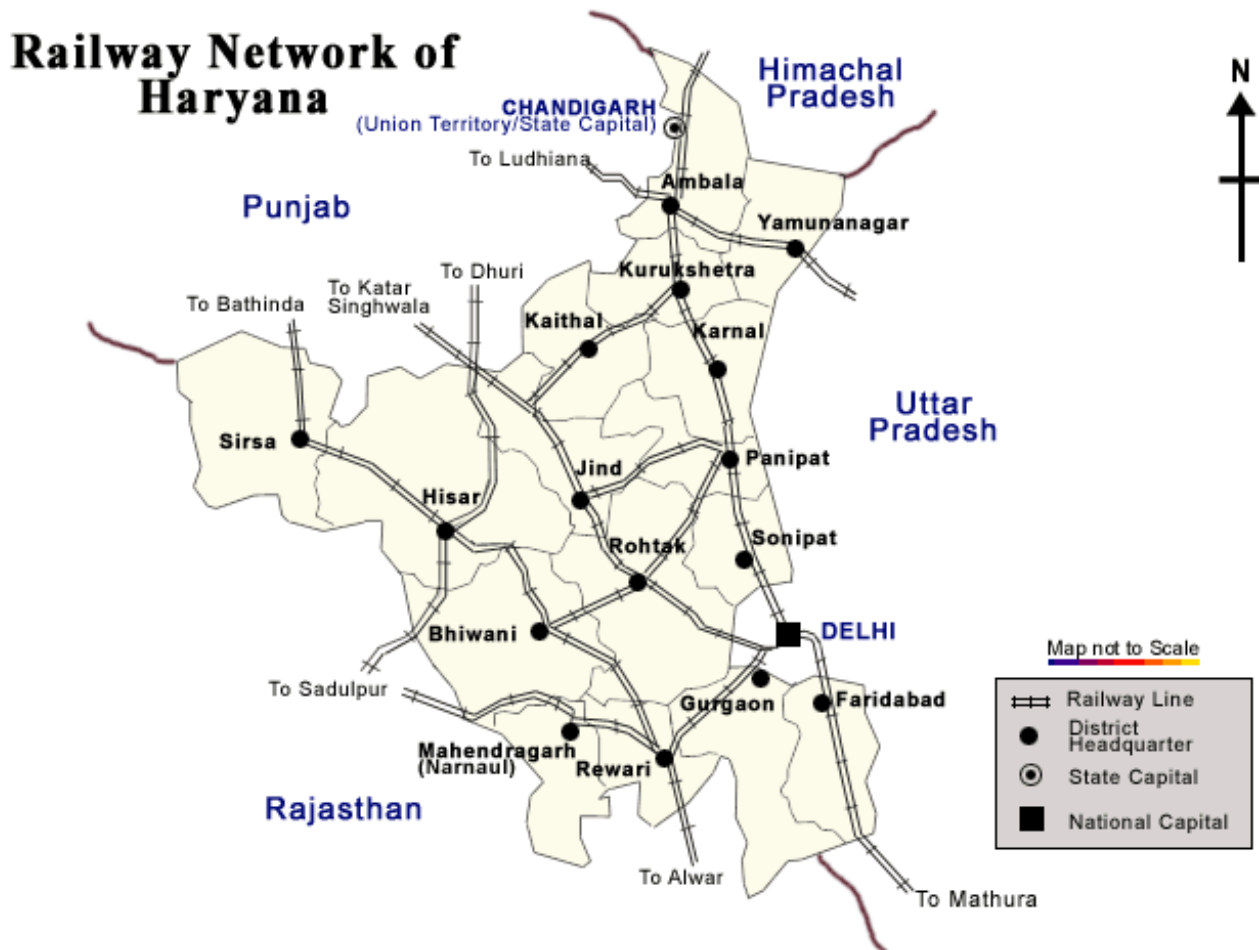 Railway Network of
Haryana
N
Himachal
Pradesh
CHANDIGARH
(Union Territory/State Capital)
To Ludhiana
Ambala
Punjab
Yamunanagar
Kurukshetra
To Dhuri
To Katar
Singhwala
To Bathinda
Kaithal
Karnal
Uttar
Pradesh
Sirsa
Jind
Panipat
Hisar
Rohtak
Sonipat
Bhiwani
DELHI
Map not to Scale
To Sadulpur
Gurgaon
Faridabad
Mahendragarh
(Narnaul)
Rewari
Rajasthan
To Alwar
To Mathura
Railway Line
District
Headquarter
State Capital
National Capital